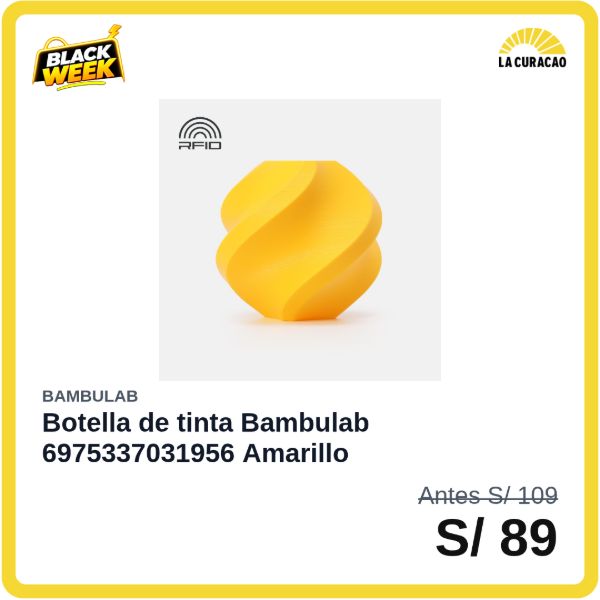 BLACK
WEEK
LA CURACAO
RFID
BAMBULAB
Botella de tinta Bambulab
6975337031956 Amarillo
Antes S/ 109
S/ 89